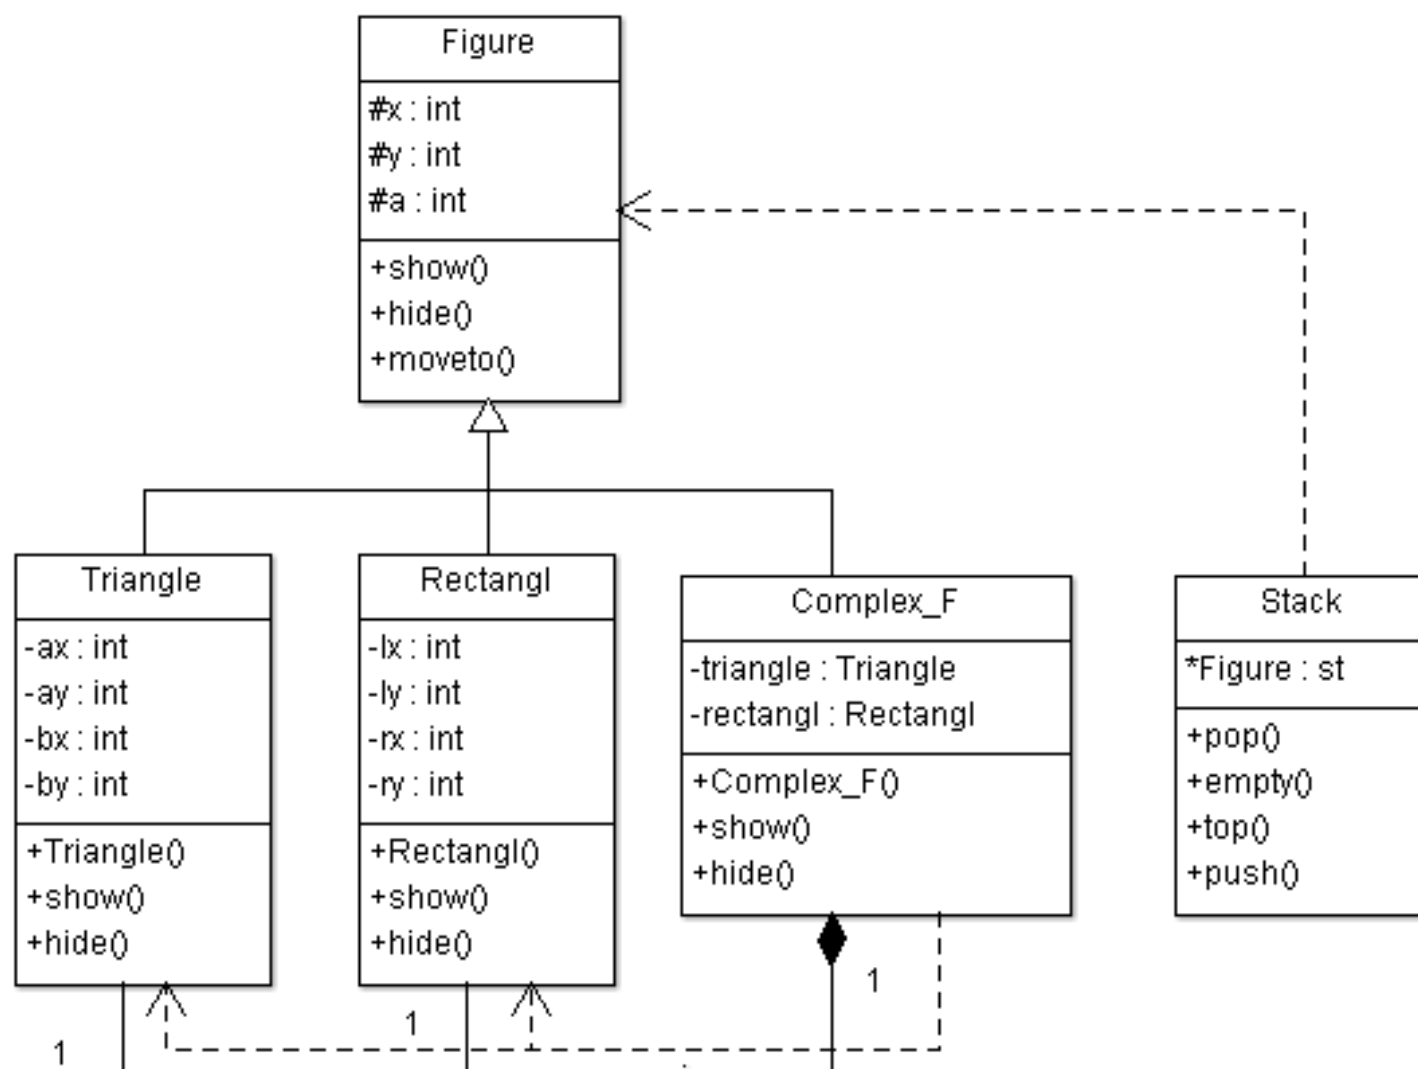 Figure
#x : int
#y : int
#a : int
+show()
+hide()
+moveto()
Triangle
-ax : int
-ay : int
-bx : int
-by : int
+Triangle()
+show()
+hide()
Rectangl
-lx : int
-ly : int
-rx : int
-ry : int
+Rectangl()
+show()
+hide()
Complex_F
-triangle : Triangle
-rectangl : Rectangl
+Complex_F()
+show()
+hide()
Stack
*Figure : st
+pop()
+empty()
+top()
+push()
1
1
1